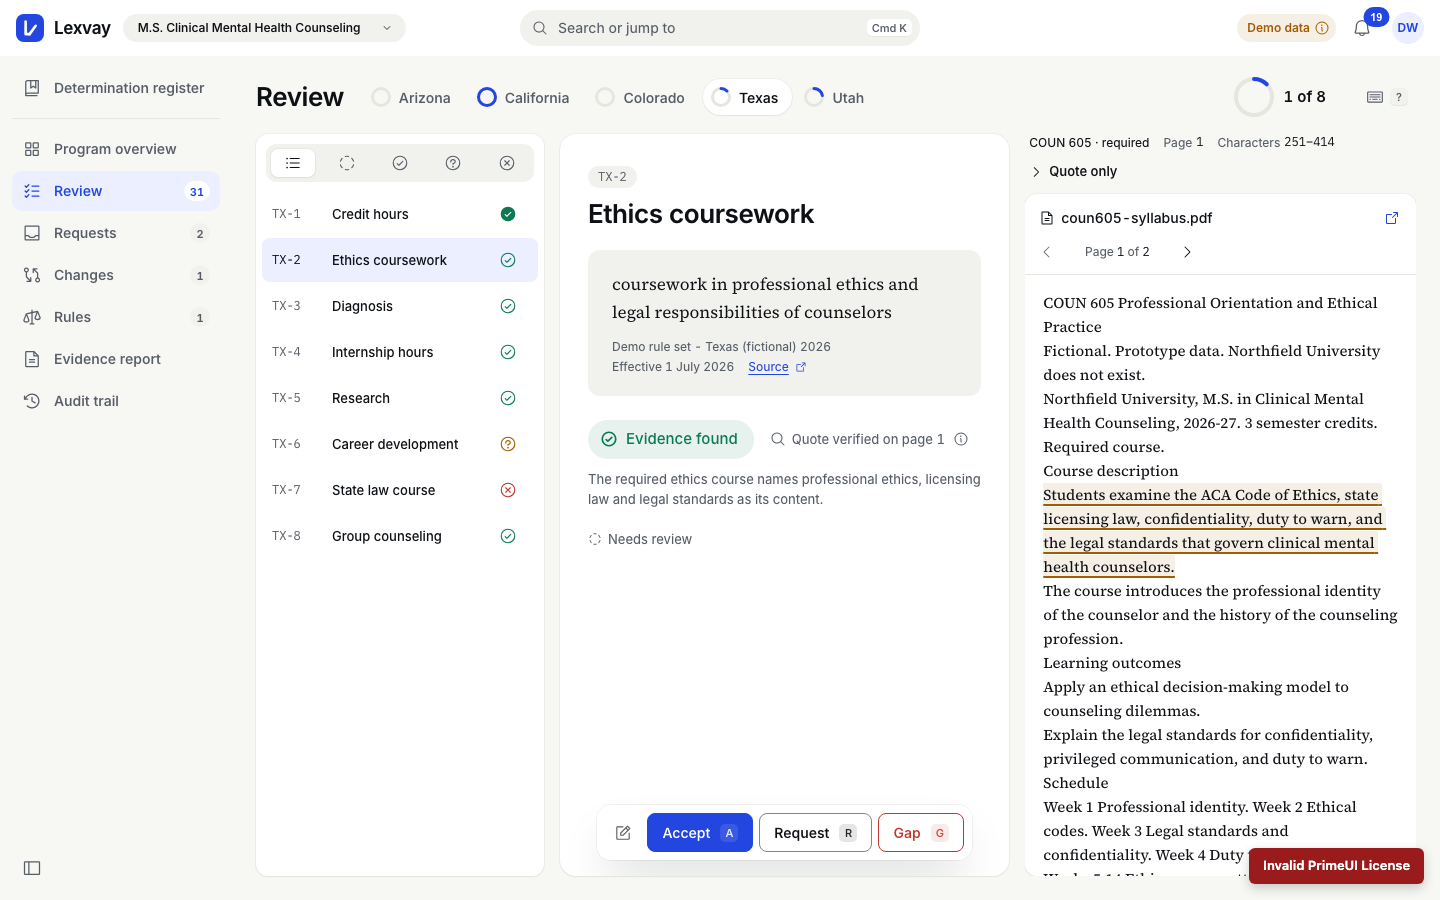 Lexvay
M.S. Clinical Mental Health Counseling
Search or jump to
Cmd K
Demo data
19
DW
Determination register
Program overview
Review 31
Requests 2
Changes 1
Rules 1
Evidence report
Audit trail
Review
Arizona
California
Colorado
Texas
Utah
1 of 8
?
TX-1 Credit hours
TX-2 Ethics coursework
TX-3 Diagnosis
TX-4 Internship hours
TX-5 Research
TX-6 Career development
TX-7 State law course
TX-8 Group counseling
TX-2
Ethics coursework
coursework in professional ethics and
legal responsibilities of counselors
Demo rule set - Texas (fictional) 2026
Effective 1 July 2026 Source
Evidence found
Quote verified on page 1
The required ethics course names professional ethics, licensing
law and legal standards as its content.
Needs review
Accept A
Request R
Gap G
COUN 605 · required Page 1 Characters 251–414
Quote only
coun605-syllabus.pdf
Page 1 of 2
COUN 605 Professional Orientation and Ethical
Practice
Fictional. Prototype data. Northfield University
does not exist.
Northfield University, M.S. in Clinical Mental
Health Counseling, 2026-27. 3 semester credits.
Required course.
Course description
Students examine the ACA Code of Ethics, state
licensing law, confidentiality, duty to warn, and
the legal standards that govern clinical mental
health counselors.
The course introduces the professional identity
of the counselor and the history of the counseling
profession.
Learning outcomes
Apply an ethical decision-making model to
counseling dilemmas.
Explain the legal standards for confidentiality,
privileged communication, and duty to warn.
Schedule
Week 1 Professional identity. Week 2 Ethical
codes. Week 3 Legal standards and
confidentiality. Week 4 Duty
Invalid PrimeUI License